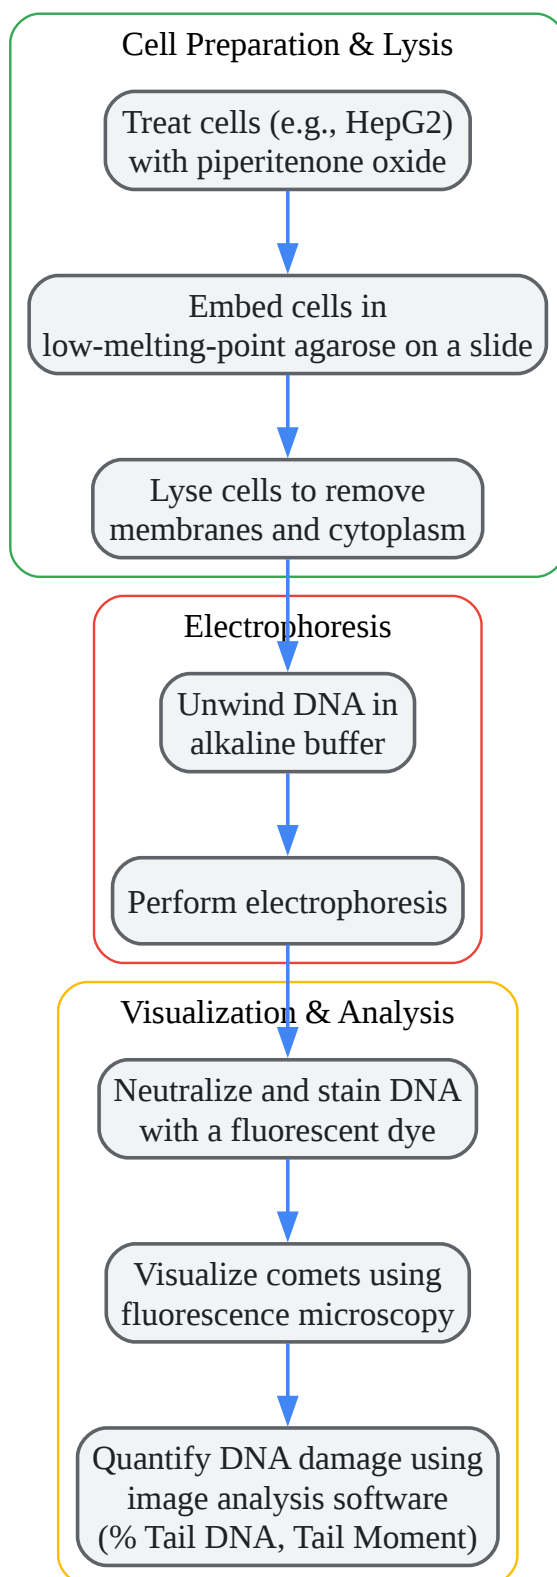 Cell Preparation & Lysis
Treat cells (e.g., HepG2)
with piperitenone oxide
Embed cells in
low-melting-point agarose on a slide
Lyse cells to remove
membranes and cytoplasm
Electrophoresis
Unwind DNA in
alkaline buffer
Perform electrophoresis
Visualization & Analysis
Neutralize and stain DNA
with a fluorescent dye
Visualize comets using
fluorescence microscopy
Quantify DNA damage using
image analysis software
(% Tail DNA, Tail Moment)